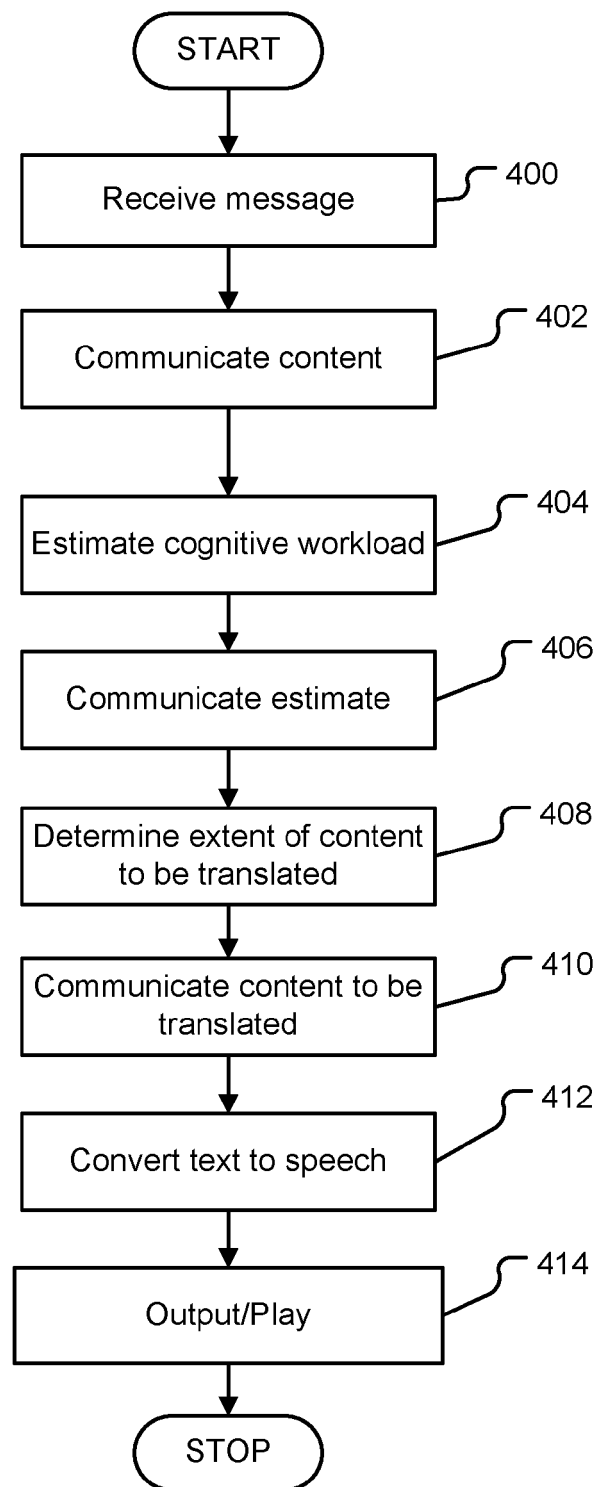 START
Receive message
400
Communicate content
402
Estimate cognitive workload
404
Communicate estimate
406
Determine extent of content
to be translated
408
Communicate content to be
translated
410
Convert text to speech
412
Output/Play
414
STOP